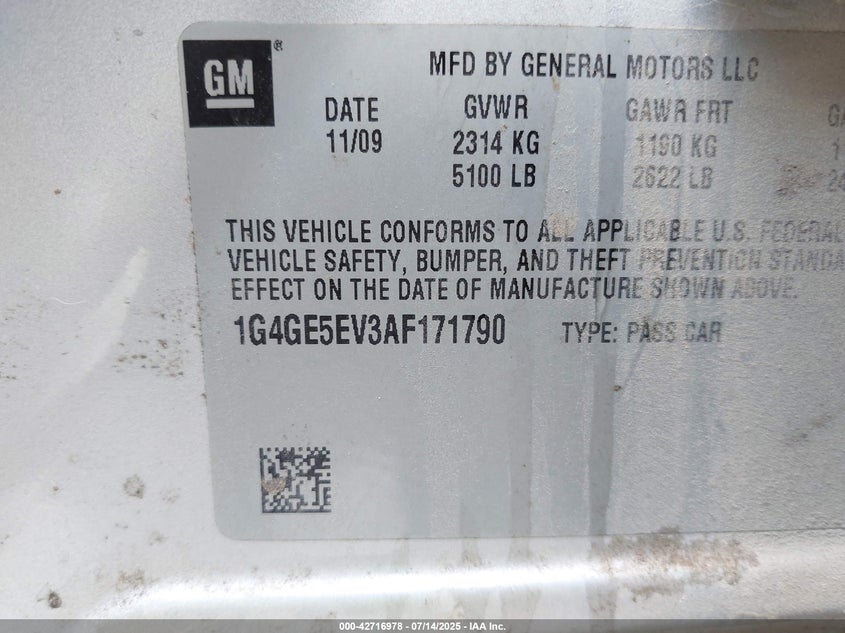 GM ®
MFD BY GENERAL MOTORS LLC
DATE GVWR GAWR FRT
11/09 2314 KG 1190 KG
5100 LB 2622 LB
THIS VEHICLE CONFORMS TO ALL APPLICABLE U.S. FEDERAL
VEHICLE SAFETY, BUMPER, AND THEFT PREVENTION STANDA
EFFECT ON THE DATE OF MANUFACTURE SHOWN ABOVE.
1G4GE5EV3AF171790 TYPE: PASS CAR
000-42716978 - 07/14/2025 - IAA Inc.